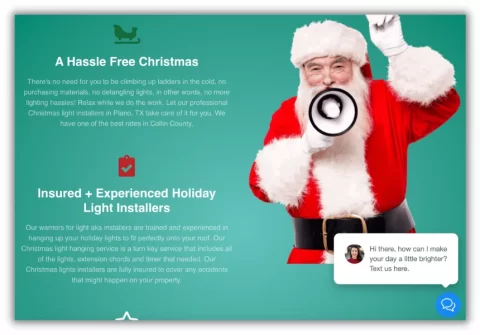 A Hassle Free Christmas
There's no need for you to be climbing up ladders in the cold, no
purchasing materials, no detangling lights, in other words, no more
lighting hassles! Relax while we do the work. Let our professional
Christmas light installers in Plano, TX take care of it for you. We
have one of the best rates in Collin County.
Insured + Experienced Holiday
Light Installers
Our warriors for light aka installers are trained and experienced in
hanging up your holiday lights to fit perfectly onto your roof. Our
Christmas light hanging service is a turn key service that includes all
of the lights, extension chords and timer that needed. Our
Christmas lights installers are fully insured to cover any accidents
that might happen on your property.
Hi there, how can I make
your day a little brighter?
Text us here.